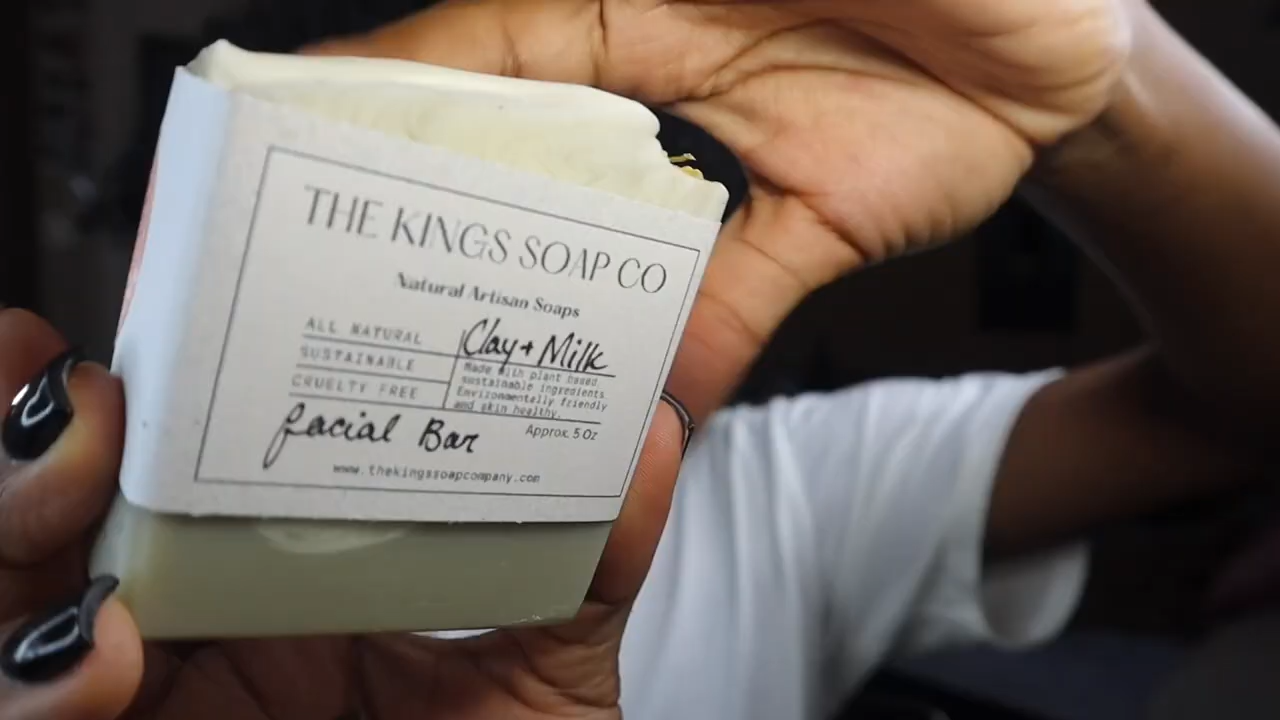 THE KINGS SOAP CO
Natural Artisan Soaps
ALL NATURAL
SUSTAINABLE
CRUELTY FREE
Clay + Milk
Made with plant based
sustainable ingredients
Environmentally friendly
and skin healthy.
facial Bar
Approx. 5 Oz
www.thekingssoapcompany.com